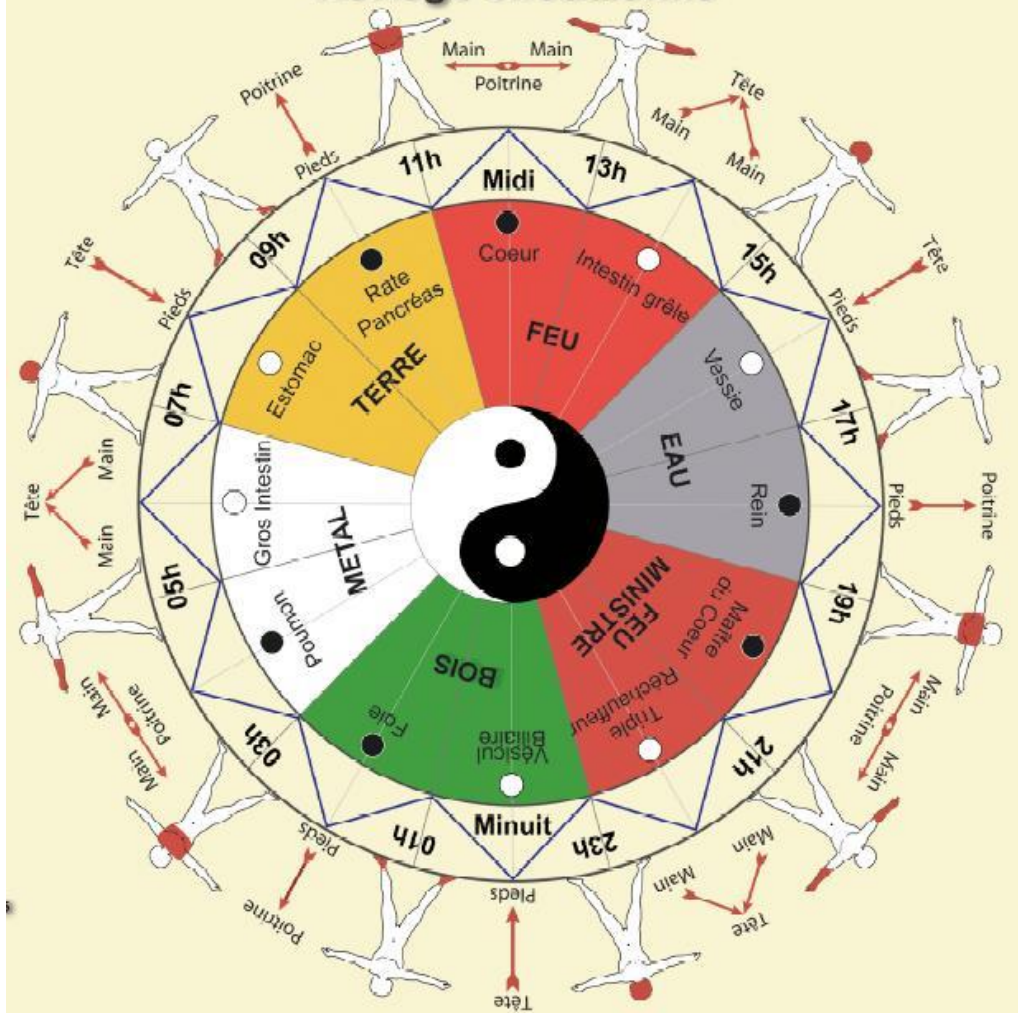 Main Main
Poitrine
Poitrine
Pieds
Tête
Main
Main
11h
Midi
13h
09h
15h
Coeur
Intestin grêle
Rate
Pancréas
FEU
Tête
Pieds
Tête
Pieds
Estomac
TERRE
Vessie
07h
17h
EAU
Main
Tête
Main
Gros Intestin
METAL
Rein
Pieds
Poitrine
05h
19h
Poumon
FEU
MINISTRE
Maître
du Coeur
BOIS
Triple
Réchauffeur
Foie
Vésicul
Biliaire
Main
Poitrine
Main
Main
Poitrine
Main
03h
21h
01h
Minuit
23h
Pieds
Poitrine
Pieds
Tête
Main
Main
Tête